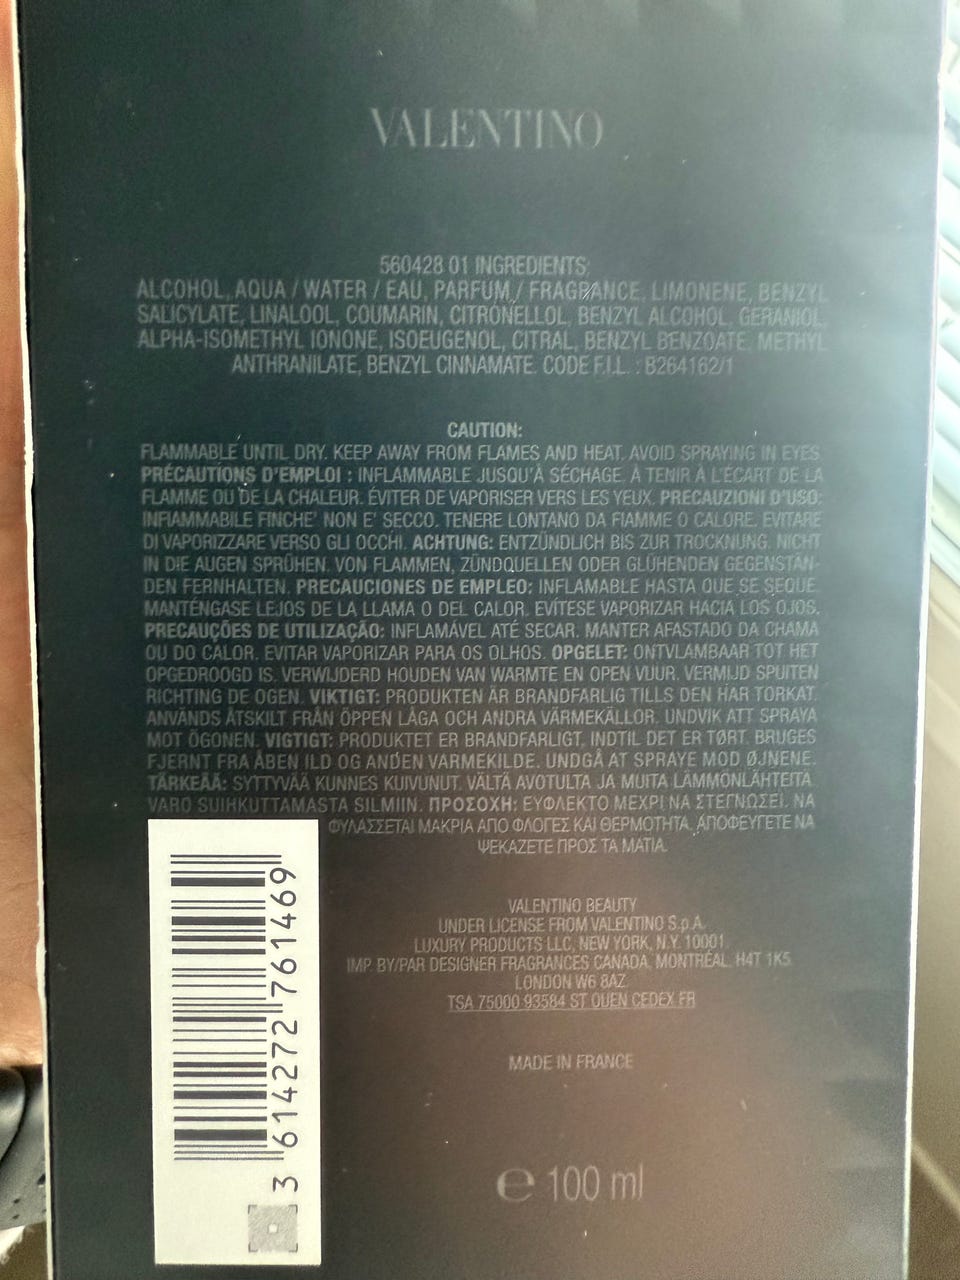 VALENTINO
560428 01 INGREDIENTS:
ALCOHOL, AQUA / WATER / EAU, PARFUM / FRAGRANCE, LIMONENE, BENZYL
SALICYLATE, LINALOOL, COUMARIN, CITRONELLOL, BENZYL ALCOHOL, GERANIOL,
ALPHA-ISOMETHYL IONONE, ISOEUGENOL, CITRAL, BENZYL BENZOATE, METHYL
ANTHRANILATE, BENZYL CINNAMATE. CODE F.I.L. : B264162/1
CAUTION:
FLAMMABLE UNTIL DRY. KEEP AWAY FROM FLAMES AND HEAT. AVOID SPRAYING IN EYES.
PRÉCAUTIONS D'EMPLOI : INFLAMMABLE JUSQU'À SÉCHAGE. À TENIR À L'ÉCART DE LA
FLAMME OU DE LA CHALEUR. ÉVITER DE VAPORISER VERS LES YEUX. PRECAUZIONI D'USO:
INFIAMMABILE FINCHE' NON E' SECCO. TENERE LONTANO DA FIAMME O CALORE. EVITARE
DI VAPORIZZARE VERSO GLI OCCHI. ACHTUNG: ENTZÜNDLICH BIS ZUR TROCKNUNG. NICHT
IN DIE AUGEN SPRÜHEN. VON FLAMMEN, ZÜNDQUELLEN ODER GLÜHENDEN GEGENSTÄN-
DEN FERNHALTEN. PRECAUCIONES DE EMPLEO: INFLAMABLE HASTA QUE SE SEQUE.
MANTÉNGASE LEJOS DE LA LLAMA O DEL CALOR. EVÍTESE VAPORIZAR HACIA LOS OJOS.
PRECAUÇÕES DE UTILIZAÇÃO: INFLAMÁVEL ATÉ SECAR. MANTER AFASTADO DA CHAMA
OU DO CALOR. EVITAR VAPORIZAR PARA OS OLHOS. OPGELET: ONTVLAMBAAR TOT HET
OPGEDROOGD IS. VERWIJDERD HOUDEN VAN WARMTE EN OPEN VUUR. VERMIJD SPUITEN
RICHTING DE OGEN. VIKTIGT: PRODUKTEN ÄR BRANDFARLIG TILLS DEN HAR TORKAT.
ANVÄNDS ÅTSKILT FRÅN ÖPPEN LÅGA OCH ANDRA VÄRMEKÄLLOR. UNDVIK ATT SPRAYA
MOT ÖGONEN. VIGTIGT: PRODUKTET ER BRANDFARLIGT, INDTIL DET ER TØRT. BRUGES
FJERNT FRA ÅBEN ILD OG ANDEN VARMEKILDE. UNDGÅ AT SPRAYE MOD ØJNENE.
TÄRKEÄÄ: SYTTYVÄÄ KUNNES KUIVUNUT. VÄLTÄ AVOTULTA JA MUITA LÄMMÖNLÄHTEITÄ.
VARO SUIHKUTTAMASTA SILMIIN. ΠΡΟΣΟΧΗ: ΕΥΦΛΕΚΤΟ ΜΕΧΡΙ ΝΑ ΣΤΕΓΝΩΣΕΙ. ΝΑ
ΦΥΛΑΣΣΕΤΑΙ ΜΑΚΡΙΑ ΑΠΟ ΦΛΟΓΕΣ ΚΑΙ ΘΕΡΜΟΤΗΤΑ. ΑΠΟΦΕΥΓΕΤΕ ΝΑ
ΨΕΚΑΖΕΤΕ ΠΡΟΣ ΤΑ ΜΑΤΙΑ.
VALENTINO BEAUTY
UNDER LICENSE FROM VALENTINO S.p.A.
LUXURY PRODUCTS LLC, NEW YORK, N.Y. 10001
IMP. BY/PAR DESIGNER FRAGRANCES CANADA, MONTRÉAL, H4T 1K5
LONDON W6 8AZ
TSA 75000 93584 ST OUEN CEDEX FR
MADE IN FRANCE
℮ 100 ml
3 614272 761469